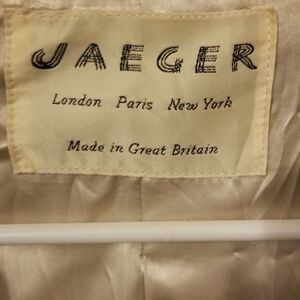 JAEGER
London Paris New York
Made in Great Britain